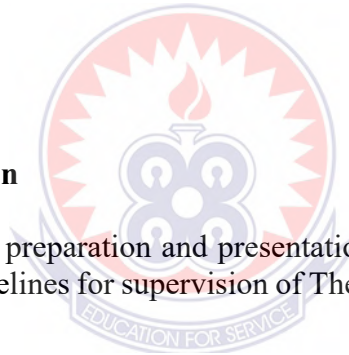 n
preparation and presentatio
elines for supervision of The
EDUCATION FOR SERVICE